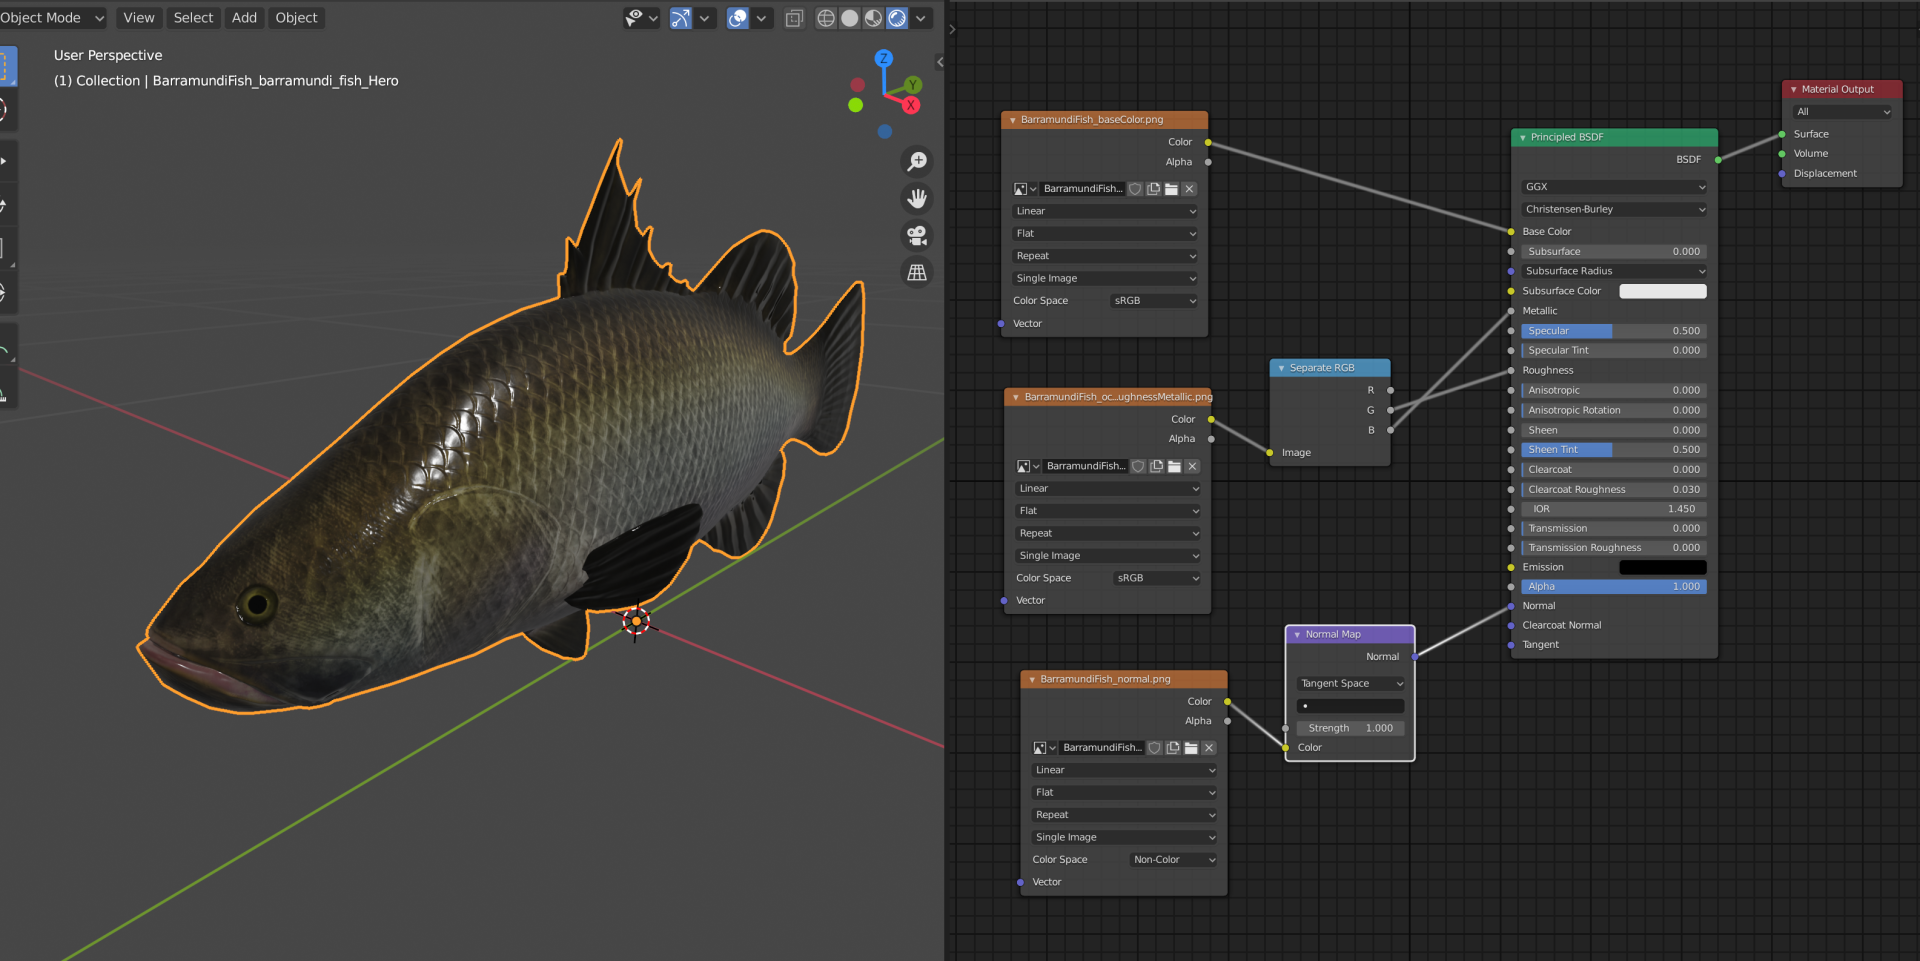 Object Mode
View
Select
Add
Object
User Perspective
(1) Collection | BarramundiFish_barramundi_fish_Hero
Z
Y
X
BarramundiFish_baseColor.png
Color
Alpha
BarramundiFish...
Linear
Flat
Repeat
Single Image
Color Space
sRGB
Vector
BarramundiFish_oc...ughnessMetallic.png
Color
Alpha
BarramundiFish...
Linear
Flat
Repeat
Single Image
Color Space
sRGB
Vector
BarramundiFish_normal.png
Color
Alpha
BarramundiFish...
Linear
Flat
Repeat
Single Image
Color Space
Non-Color
Vector
Separate RGB
R
G
B
Image
Normal Map
Normal
Tangent Space
Strength 1.000
Color
Principled BSDF
BSDF
GGX
Christensen-Burley
Base Color
Subsurface 0.000
Subsurface Radius
Subsurface Color
Metallic
Specular 0.500
Specular Tint 0.000
Roughness
Anisotropic 0.000
Anisotropic Rotation 0.000
Sheen 0.000
Sheen Tint 0.500
Clearcoat 0.000
Clearcoat Roughness 0.030
IOR 1.450
Transmission 0.000
Transmission Roughness 0.000
Emission
Alpha 1.000
Normal
Clearcoat Normal
Tangent
Material Output
All
Surface
Volume
Displacement